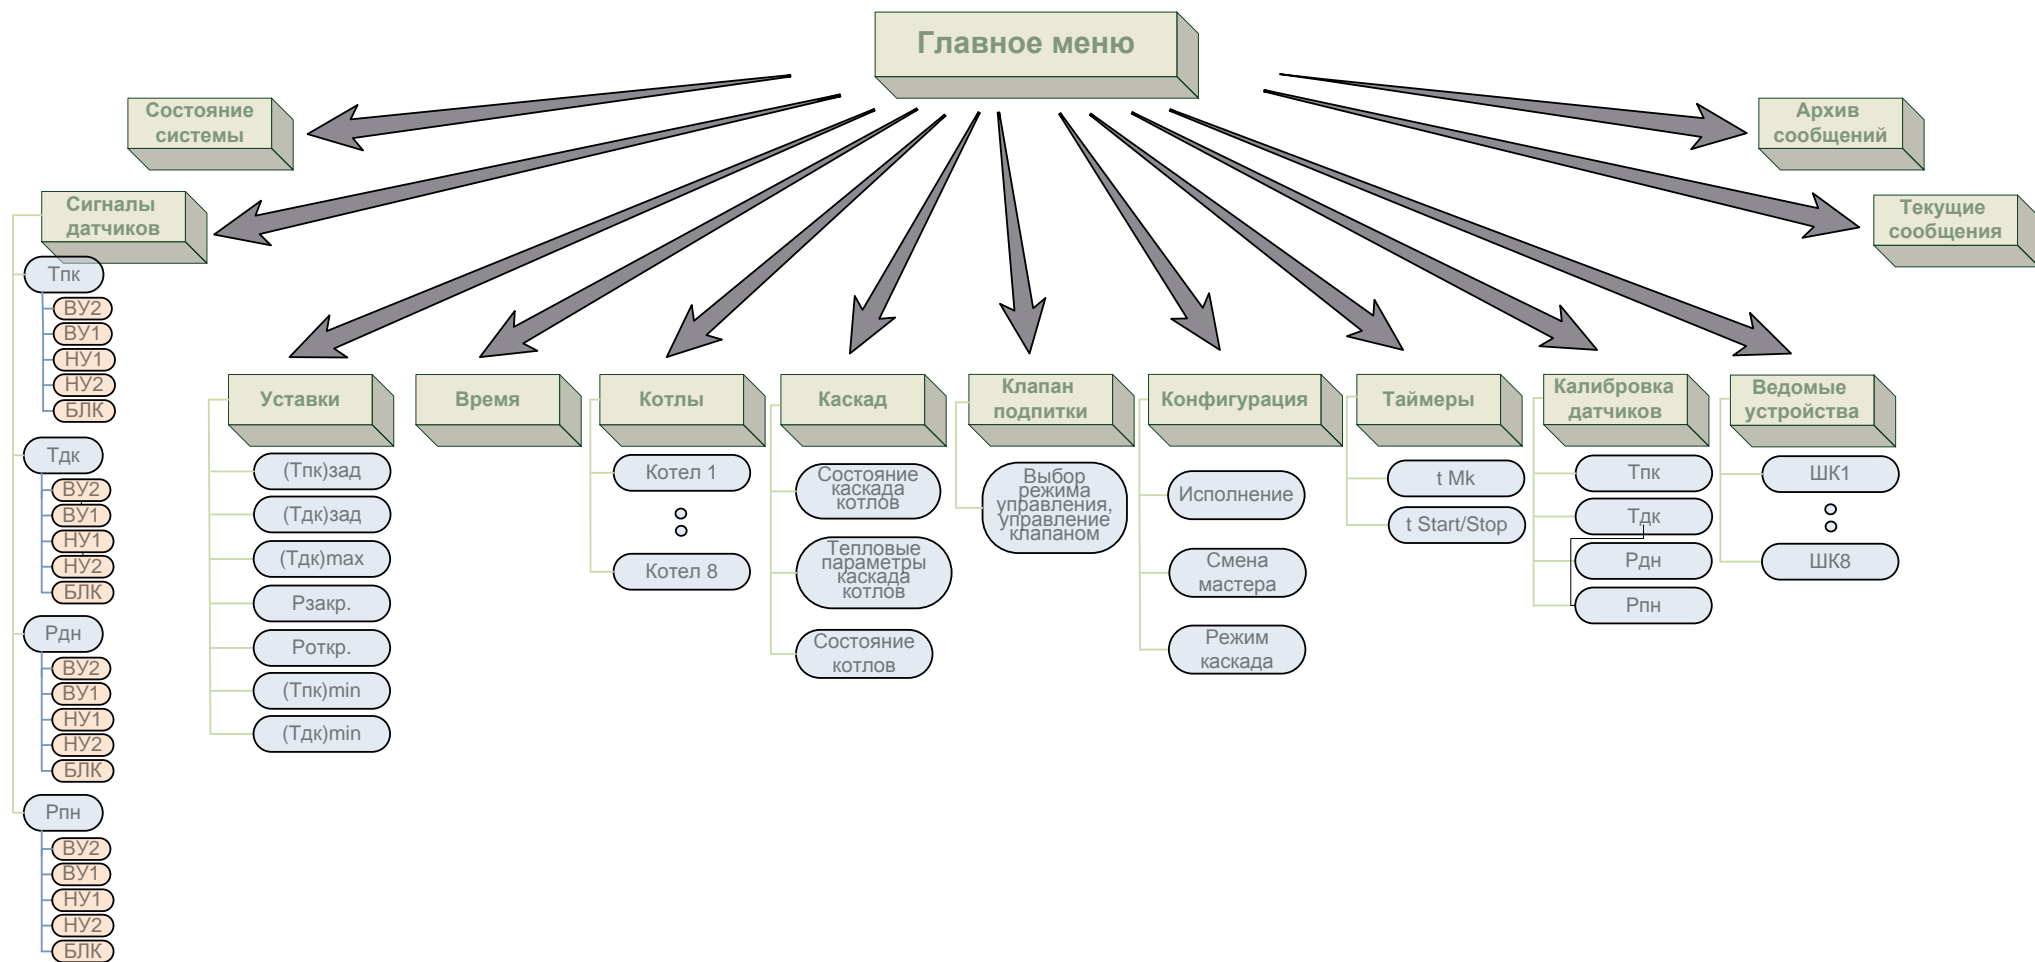 Главное меню
Состояние
системы
Архив
сообщений
Сигналы
датчиков
Текущие
сообщения
Тпк
ВУ2
ВУ1
НУ1
НУ2
БЛК
Тдк
ВУ2
ВУ1
НУ1
НУ2
БЛК
Рдн
ВУ2
ВУ1
НУ1
НУ2
БЛК
Рпн
ВУ2
ВУ1
НУ1
НУ2
БЛК
Уставки
(Тпк)зад
(Тдк)зад
(Тдк)max
Рзакр.
Роткр.
(Тпк)min
(Тдк)min
Время
Котлы
Котел 1
Котел 8
Каскад
Состояние
каскада
котлов
Тепловые
параметры
каскада
котлов
Состояние
котлов
Клапан
подпитки
Выбор
режима
управления,
управление
клапаном
Конфигурация
Исполнение
Смена
мастера
Режим
каскада
Таймеры
t Mk
t Start/Stop
Калибровка
датчиков
Тпк
Тдк
Рдн
Рпн
Ведомые
устройства
ШК1
ШК8